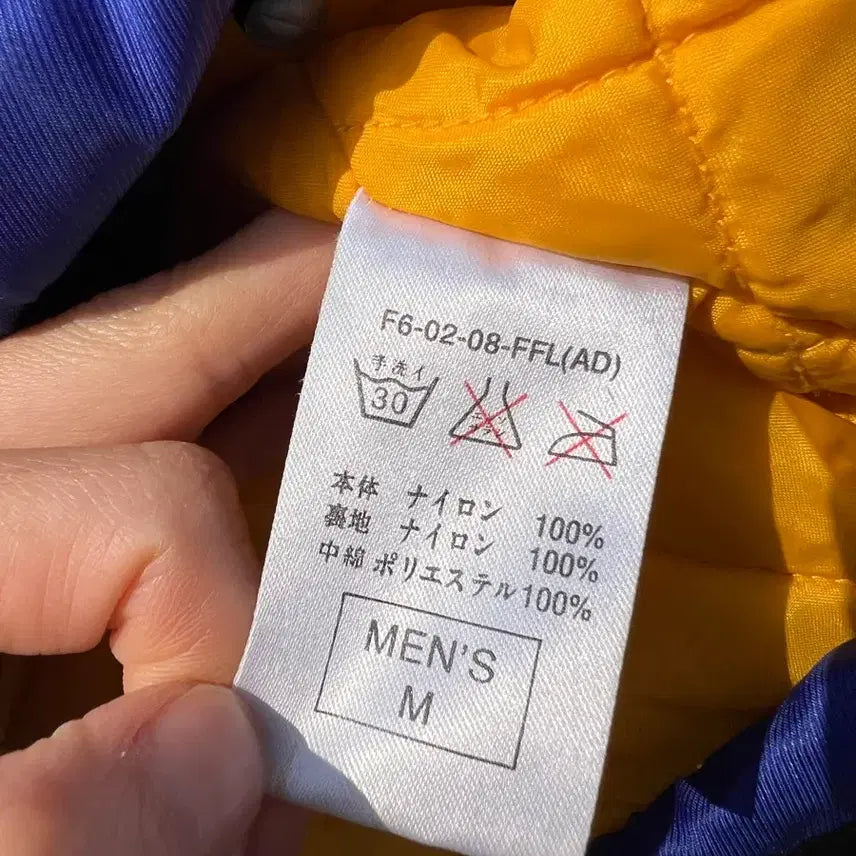 F6-02-08-FFL(AD)
手洗イ
30
本体 ナイロン 100%
裏地 ナイロン 100%
中綿 ポリエステル 100%
MEN'S
M